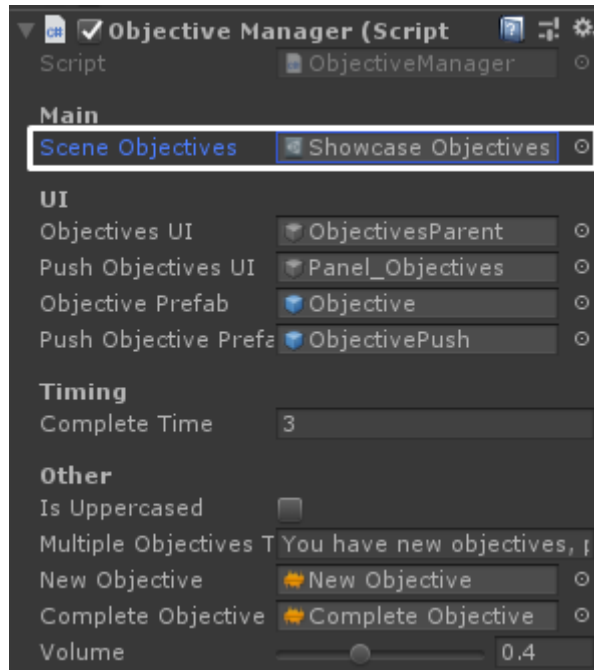 Objective Manager (Script
Script ObjectiveManager
Main
Scene Objectives Showcase Objectives
UI
Objectives UI ObjectivesParent
Push Objectives UI Panel_Objectives
Objective Prefab Objective
Push Objective Prefa ObjectivePush
Timing
Complete Time 3
Other
Is Uppercased
Multiple Objectives T You have new objectives, p
New Objective New Objective
Complete Objective Complete Objective
Volume 0.4